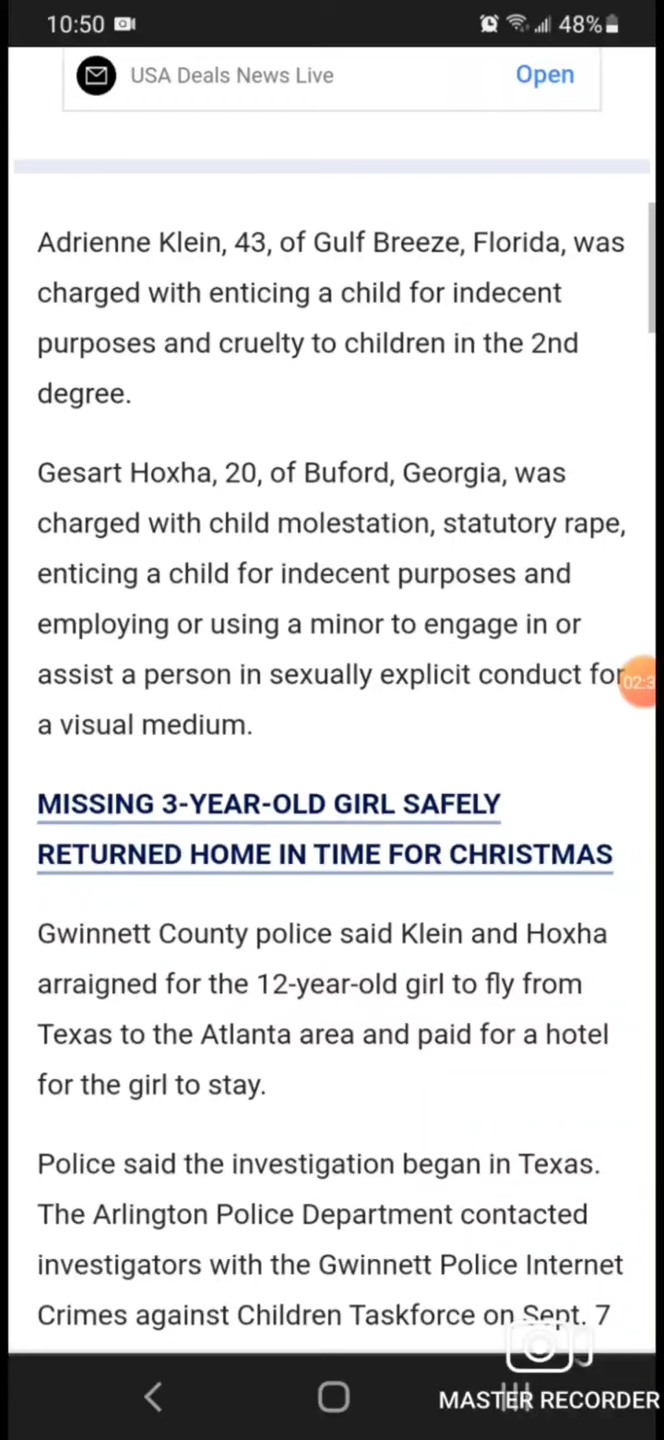 10:50
48%
USA Deals News Live
Open
Adrienne Klein, 43, of Gulf Breeze, Florida, was
charged with enticing a child for indecent
purposes and cruelty to children in the 2nd
degree.
Gesart Hoxha, 20, of Buford, Georgia, was
charged with child molestation, statutory rape,
enticing a child for indecent purposes and
employing or using a minor to engage in or
assist a person in sexually explicit conduct for
a visual medium.
02:3
MISSING 3-YEAR-OLD GIRL SAFELY
RETURNED HOME IN TIME FOR CHRISTMAS
Gwinnett County police said Klein and Hoxha
arraigned for the 12-year-old girl to fly from
Texas to the Atlanta area and paid for a hotel
for the girl to stay.
Police said the investigation began in Texas.
The Arlington Police Department contacted
investigators with the Gwinnett Police Internet
Crimes against Children Taskforce on Sept. 7
MASTER RECORDER